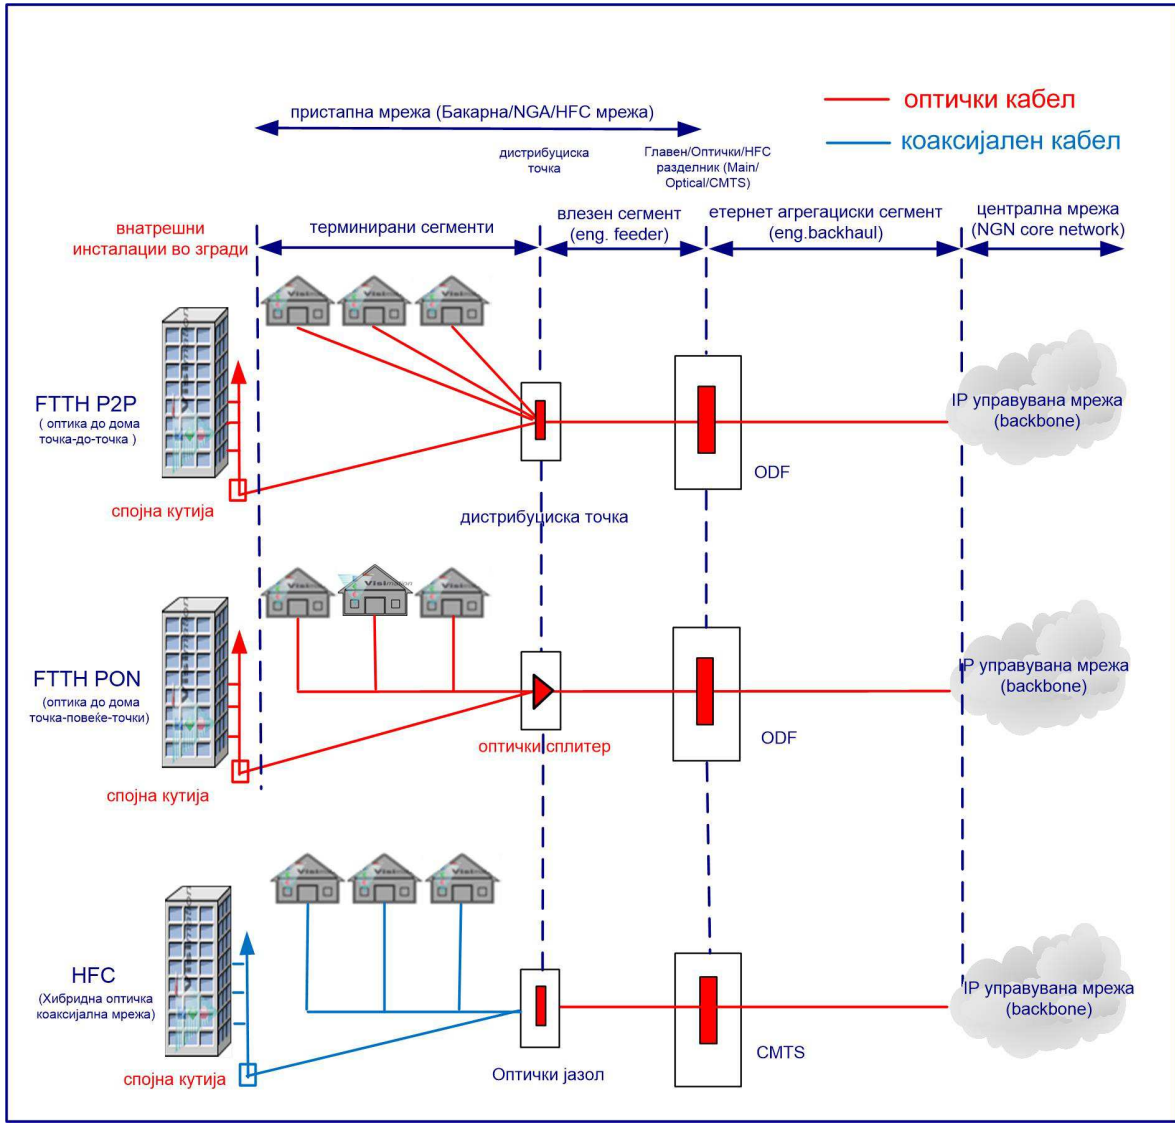 оптички кабел
коаксијален кабел
пристапна мрежа (Бакарна/NGA/HFC мрежа)
дистрибуциска
точка
Главен/Оптички/HFC
разделник (Main/
Optical/CMTS)
внатрешни
инсталации во згради
терминирани сегменти
влезен сегмент
(eng. feeder)
етернет агрегациски сегмент
(eng.backhaul)
централна мрежа
(NGN core network)
FTTH P2P
( оптика до дома
точка-до-точка )
IP управувана мрежа
(backbone)
ODF
спојна кутија
дистрибуциска точка
FTTH PON
(оптика до дома
точка-повеќе-точки)
IP управувана мрежа
(backbone)
ODF
оптички сплитер
спојна кутија
HFC
(Хибридна оптичка
коаксијална мрежа)
IP управувана мрежа
(backbone)
CMTS
Оптички јазол
спојна кутија